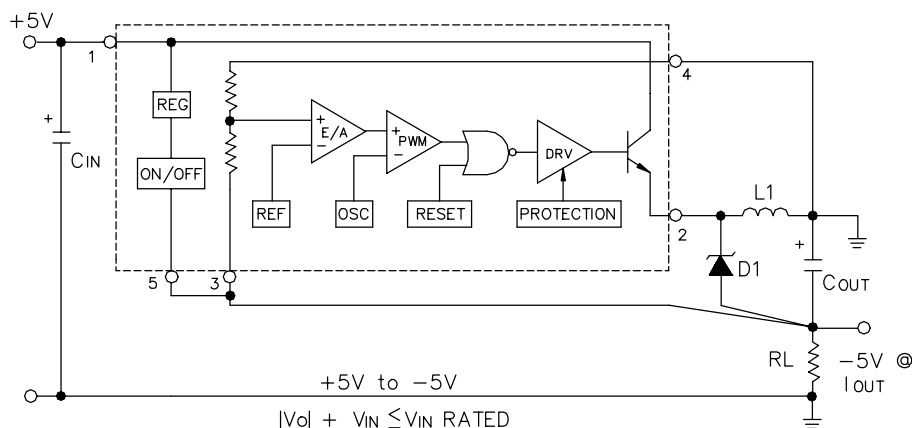 +5V
1
4
REG
+
E/A
−
+
PWM
−
DRV
+
CIN
ON/OFF
REF
OSC
RESET
PROTECTION
L1
2
+
5
3
D1
COUT
RL
−5V @
IOUT
+5V to −5V
|Vo| + VIN ≤ VIN RATED